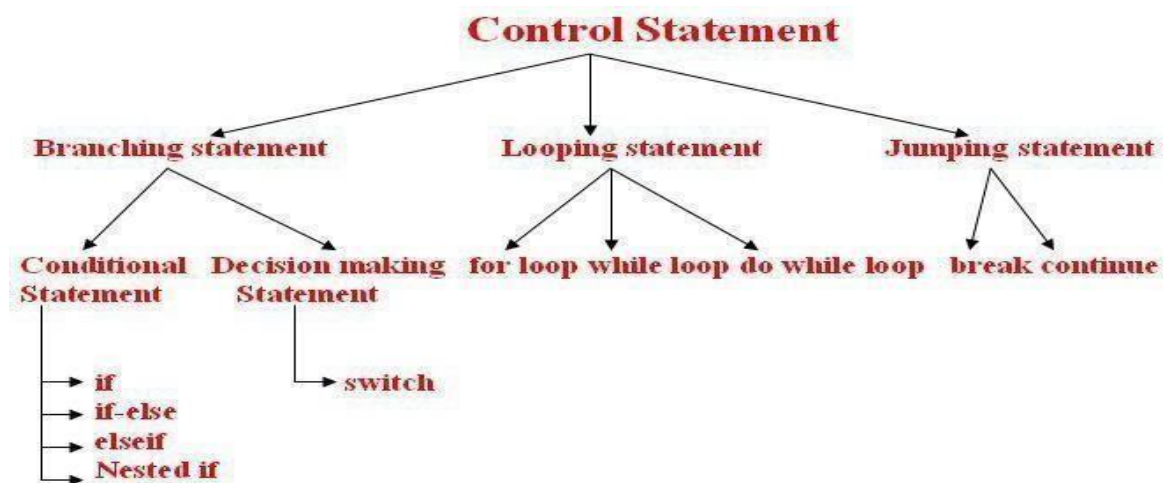 Control Statement
Branching statement
Looping statement
Jumping statement
Conditional
Statement
Decision making
Statement
for loop while loop do while loop
break continue
if
if-else
elseif
Nested if
switch